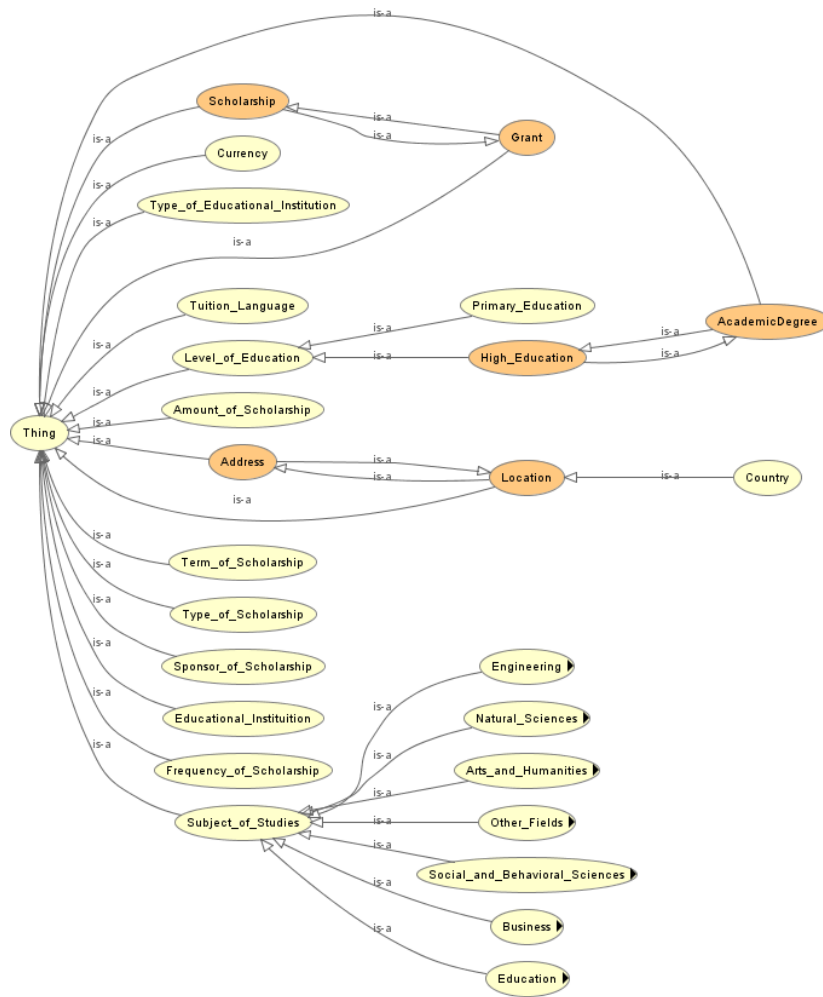 is-a
Scholarship
is-a
is-a
Grant
Currency
is-a
Type_of_Educational_Institution
is-a
is-a
Tuition_Language
Primary_Education
is-a
is-a
AcademicDegree
is-a
Level_of_Education
is-a
High_Education
is-a
is-a
Amount_of_Scholarship
is-a
Thing
is-a
Address
is-a
is-a
Location
is-a
Country
is-a
Term_of_Scholarship
is-a
is-a
Type_of_Scholarship
is-a
Sponsor_of_Scholarship
Engineering
is-a
is-a
Educational_Instituition
Natural_Sciences
is-a
is-a
Frequency_of_Scholarship
Arts_and_Humanities
is-a
is-a
Subject_of_Studies
is-a
Other_Fields
is-a
Social_and_Behavioral_Sciences
is-a
Business
is-a
Education